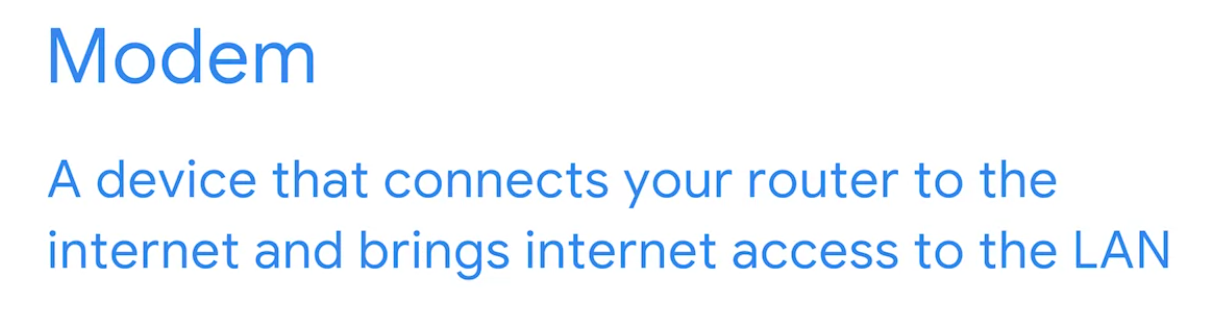 Modem
A device that connects your router to the
internet and brings internet access to the LAN